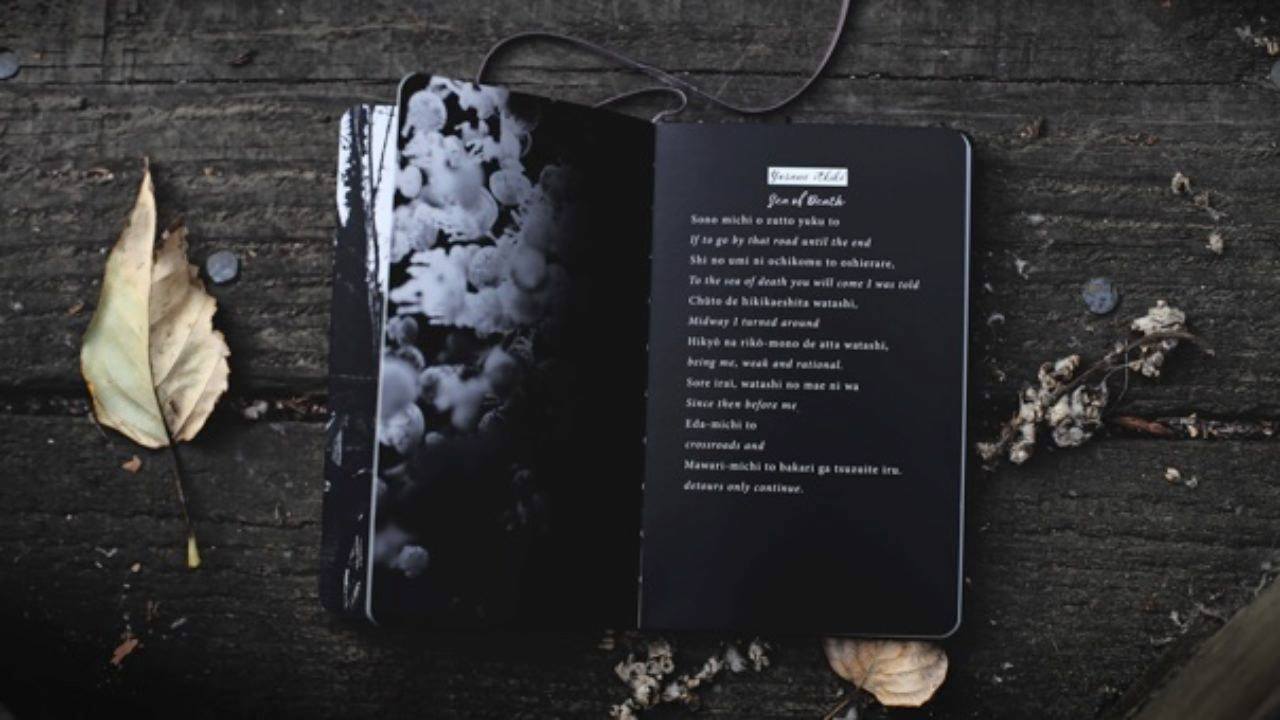 Yosano Akiko
Sea of Death
Sono michi o zutto yuku to
If to go by that road until the end
Shi no umi ni ochikomu to oshierare,
To the sea of death you will come I was told
Chūto de hikikaeshita watashi,
Midway I turned around
Hikyō na rikō-mono de atta watashi,
being me, weak and rational.
Sore irai, watashi no mae ni wa
Since then before me
Eda-michi to
crossroads and
Mawari-michi to bakari ga tsuzuite iru.
detours only continue.